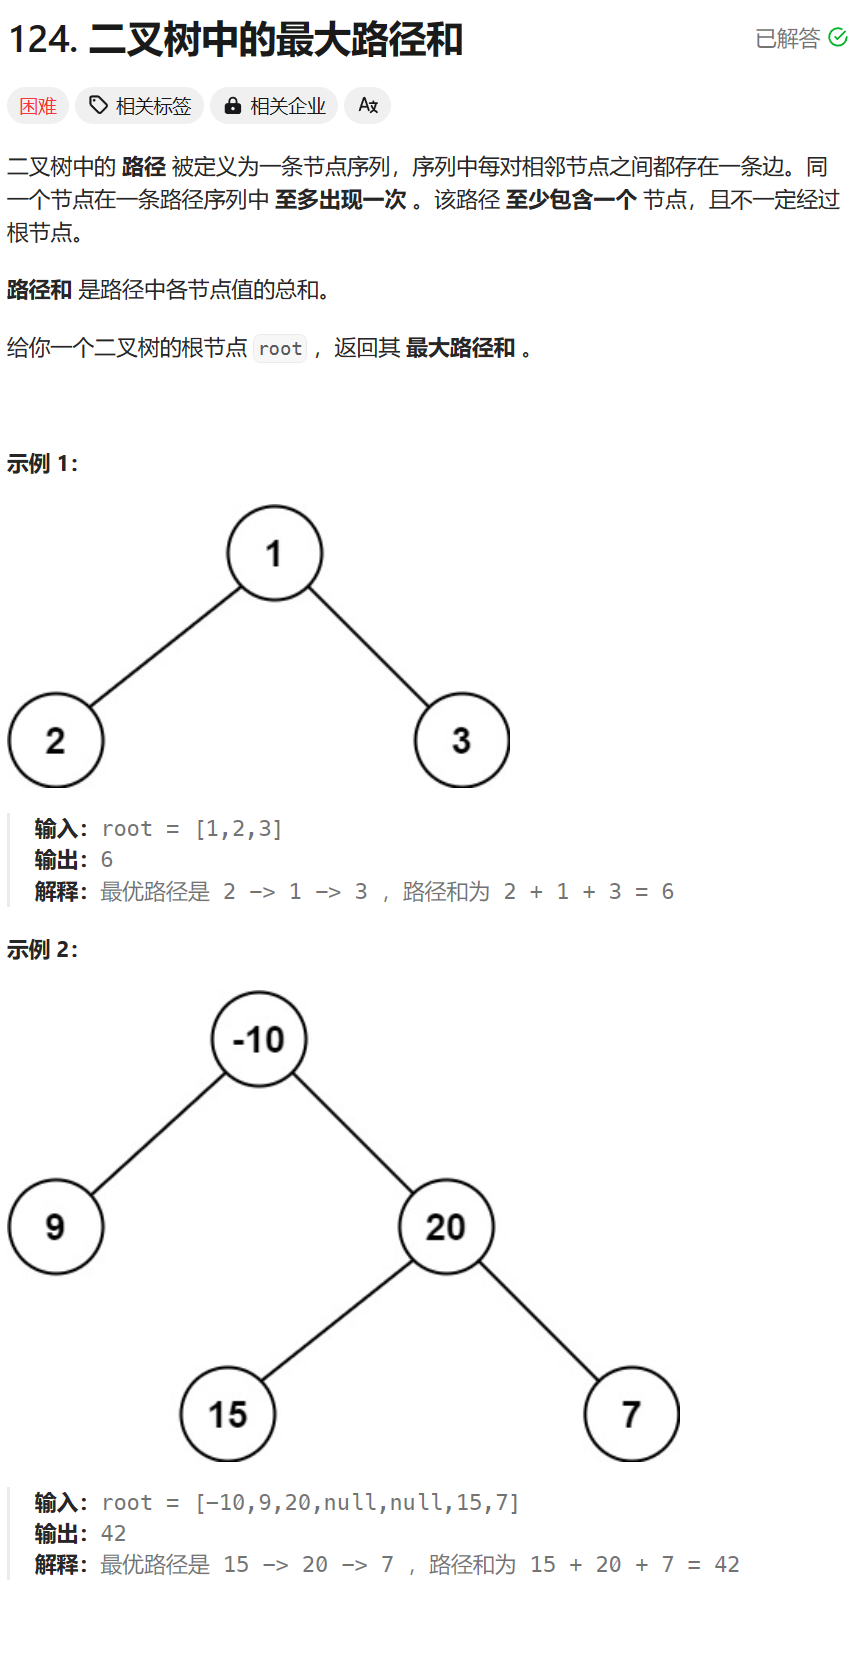 124. 二叉树中的最大路径和
已解答
困难 相关标签 相关企业
二叉树中的 路径 被定义为一条节点序列，序列中每对相邻节点之间都存在一条边。同
一个节点在一条路径序列中 至多出现一次 。该路径 至少包含一个 节点，且不一定经过
根节点。
路径和 是路径中各节点值的总和。
给你一个二叉树的根节点 root ，返回其 最大路径和 。
示例 1：
1
2 3
输入：root = [1,2,3]
输出：6
解释：最优路径是 2 -> 1 -> 3 ，路径和为 2 + 1 + 3 = 6
示例 2：
-10
9 20
15 7
输入：root = [-10,9,20,null,null,15,7]
输出：42
解释：最优路径是 15 -> 20 -> 7 ，路径和为 15 + 20 + 7 = 42